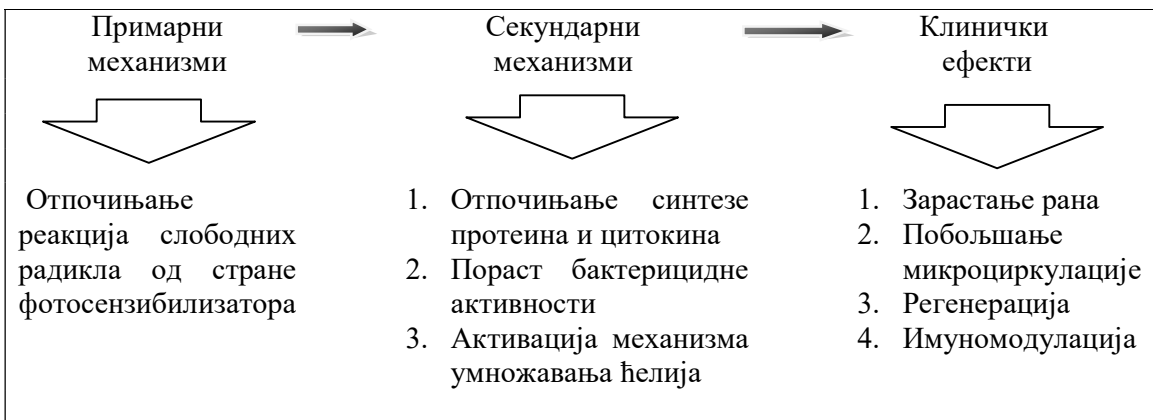 Примарни
механизми
Секундарни
механизми
Клинички
ефекти
Отпочињање
реакција слободних
радикла од стране
фотосензибилизатора
1. Отпочињање синтезе
протеина и цитокина
2. Пораст бактерицидне
активности
3. Активација механизма
умножавања ћелија
1. Зарастање рана
2. Побољшање
микроциркулације
3. Регенерација
4. Имуномодулација